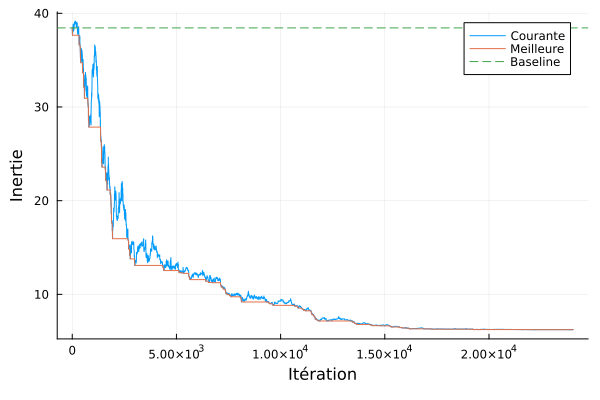 Courante
Meilleure
Baseline
Inertie
40
30
20
10
0
5.00×10³
1.00×10⁴
1.50×10⁴
2.00×10⁴
Itération